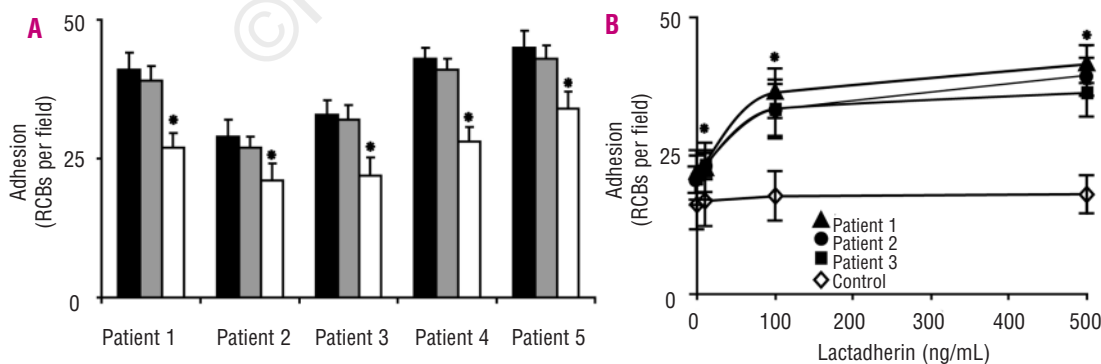 A
50
25
0
Adhesion
(RCBs per field)
*
*
*
*
*
Patient 1
Patient 2
Patient 3
Patient 4
Patient 5
B
50
25
0
Adhesion
(RCBs per field)
*
*
*
Patient 1
Patient 2
Patient 3
Control
0
100
200
300
400
500
Lactadherin (ng/mL)